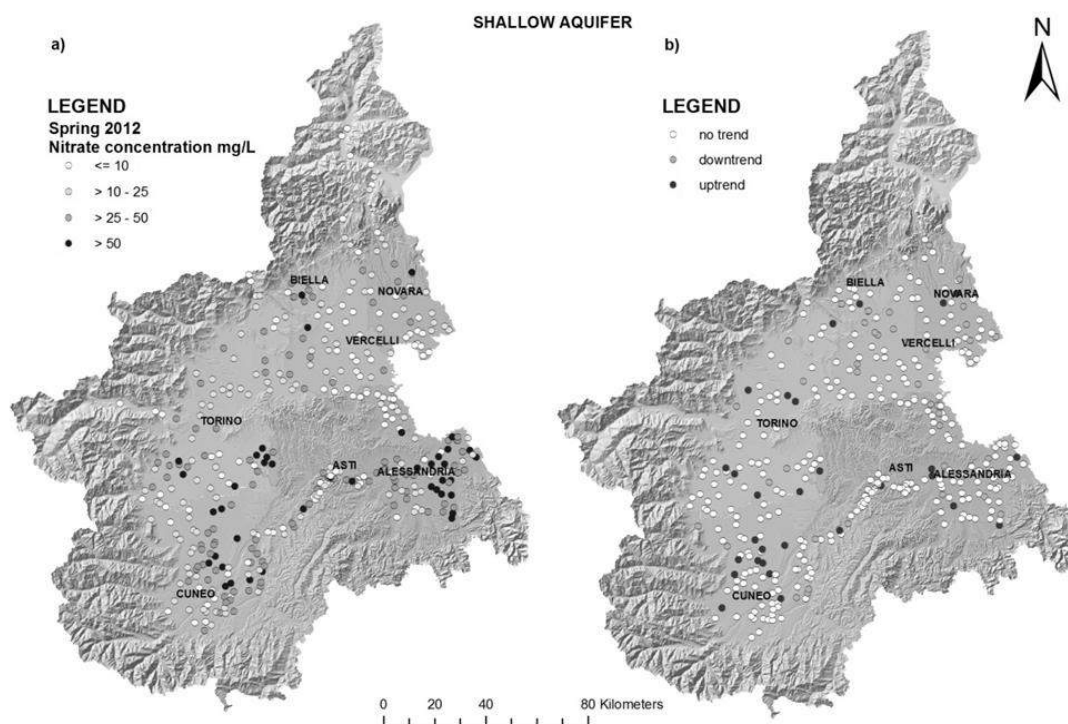 SHALLOW AQUIFER
a)
LEGEND
Spring 2012
Nitrate concentration mg/L
<= 10
> 10 - 25
> 25 - 50
> 50
BIELLA
NOVARA
VERCELLI
TORINO
ASTI
ALESSANDRIA
CUNEO
b)
N
LEGEND
no trend
downtrend
uptrend
BIELLA
NOVARA
VERCELLI
TORINO
ASTI
ALESSANDRIA
CUNEO
0 20 40 80 Kilometers